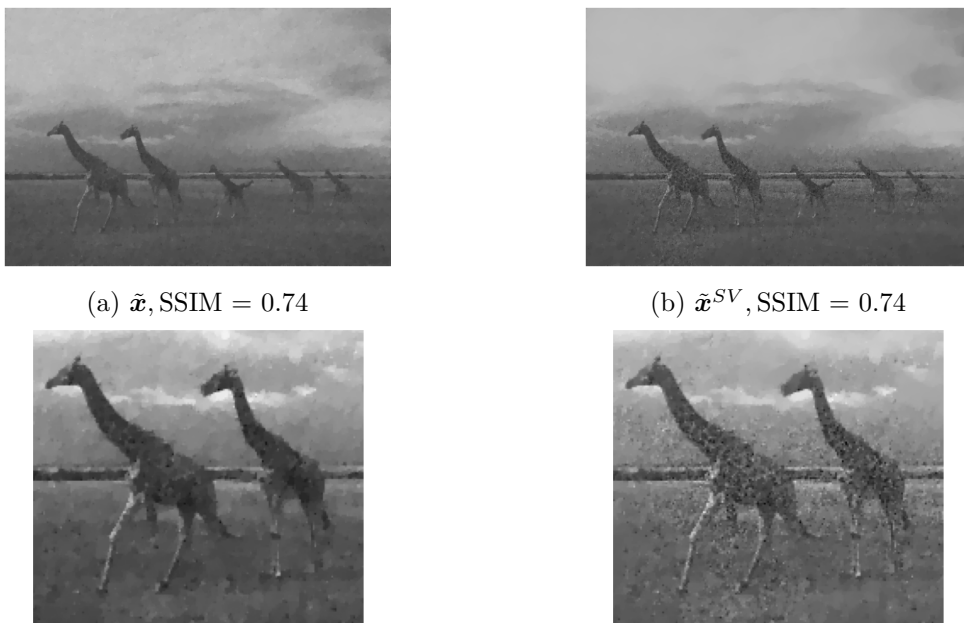 (a) x̃, SSIM = 0.74
(b) x̃^{SV}, SSIM = 0.74